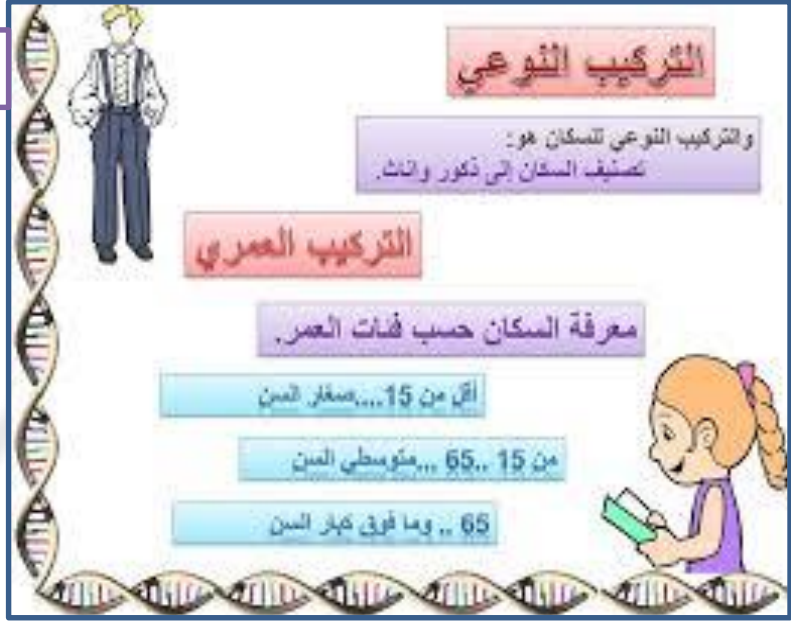 التركيب النوعي
والتركيب النوعي للسكان هو:
تصنيف السكان إلى ذكور واناث.
التركيب العمري
معرفة السكان حسب فئات العمر.
أقل من 15....صغار السن
من 15 ..65 ...متوسطي السن
65 .. وما فوق كبار السن